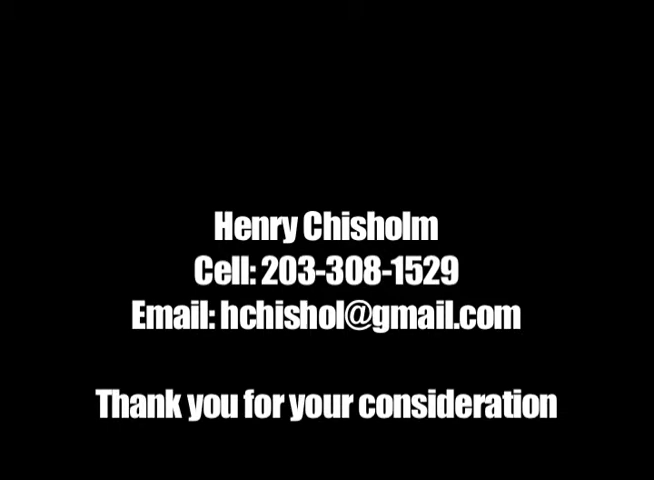 Henry Chisholm
Cell: 203-308-1529
Email: hchishol@gmail.com
Thank you for your consideration